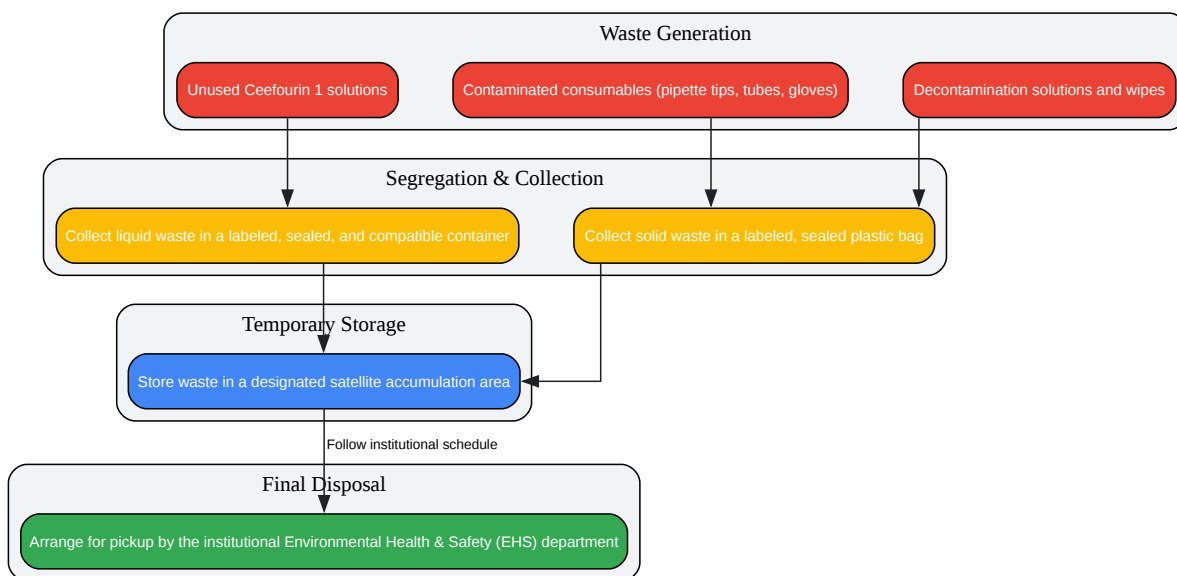 Waste Generation
Unused Ceefourin 1 solutions
Contaminated consumables (pipette tips, tubes, gloves)
Decontamination solutions and wipes
Segregation & Collection
Collect liquid waste in a labeled, sealed, and compatible container
Collect solid waste in a labeled, sealed plastic bag
Temporary Storage
Store waste in a designated satellite accumulation area
Follow institutional schedule
Final Disposal
Arrange for pickup by the institutional Environmental Health & Safety (EHS) department